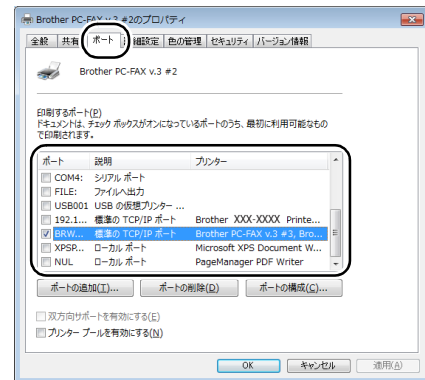 Brother PC-FAX v.3 #2のプロパティ
全般 共有 ポート 詳細設定 色の管理 セキュリティ バージョン情報
Brother PC-FAX v.3 #2
印刷するポート(P)
ドキュメントは、チェック ボックスがオンになっているポートのうち、最初に利用可能なもの
で印刷されます。
ポート 説明 プリンター
COM4: シリアル ポート
FILE: ファイルへ出力
USB001 USB の仮想プリンター ...
192.1... 標準の TCP/IP ポート Brother XXX-XXXX Printe...
BRW... 標準の TCP/IP ポート Brother PC-FAX v.3 #3, Bro...
XPSP... ローカル ポート Microsoft XPS Document W...
NUL ローカル ポート PageManager PDF Writer
ポートの追加(T)... ポートの削除(D) ポートの構成(C)...
双方向サポートを有効にする(E)
プリンター プールを有効にする(N)
OK キャンセル 適用(A)